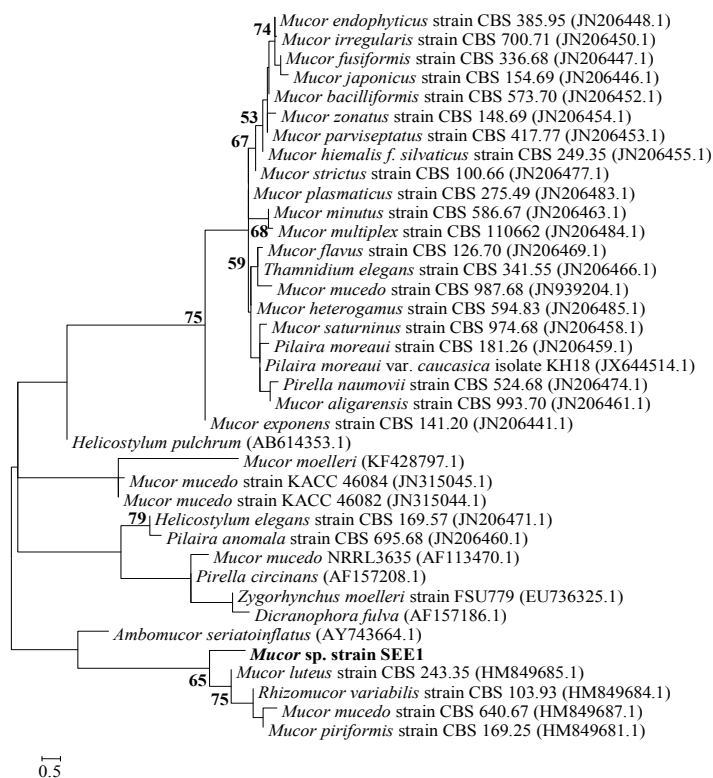 Mucor endophyticus strain CBS 385.95 (JN206448.1)
74
Mucor irregularis strain CBS 700.71 (JN206450.1)
Mucor fusiformis strain CBS 336.68 (JN206447.1)
Mucor japonicus strain CBS 154.69 (JN206446.1)
Mucor bacilliformis strain CBS 573.70 (JN206452.1)
Mucor zonatus strain CBS 148.69 (JN206454.1)
53
Mucor parviseptatus strain CBS 417.77 (JN206453.1)
67
Mucor hiemalis f. silvaticus strain CBS 249.35 (JN206455.1)
Mucor strictus strain CBS 100.66 (JN206477.1)
Mucor plasmaticus strain CBS 275.49 (JN206483.1)
Mucor minutus strain CBS 586.67 (JN206463.1)
68
Mucor multiplex strain CBS 110662 (JN206484.1)
Mucor flavus strain CBS 126.70 (JN206469.1)
59
Thamnidium elegans strain CBS 341.55 (JN206466.1)
Mucor mucedo strain CBS 987.68 (JN939204.1)
Mucor heterogamus strain CBS 594.83 (JN206485.1)
75
Mucor saturninus strain CBS 974.68 (JN206458.1)
Pilaira moreaui strain CBS 181.26 (JN206459.1)
Pilaira moreaui var. caucasica isolate KH18 (JX644514.1)
Pirella naumovii strain CBS 524.68 (JN206474.1)
Mucor aligarensis strain CBS 993.70 (JN206461.1)
Mucor exponens strain CBS 141.20 (JN206441.1)
Helicostylum pulchrum (AB614353.1)
Mucor moelleri (KF428797.1)
Mucor mucedo strain KACC 46084 (JN315045.1)
Mucor mucedo strain KACC 46082 (JN315044.1)
79
Helicostylum elegans strain CBS 169.57 (JN206471.1)
Pilaira anomala strain CBS 695.68 (JN206460.1)
Mucor mucedo NRRL3635 (AF113470.1)
Pirella circinans (AF157208.1)
Zygorhynchus moelleri strain FSU779 (EU736325.1)
Dicranophora fulva (AF157186.1)
Ambomucor seriatoinflatus (AY743664.1)
Mucor sp. strain SEE1
65
Mucor luteus strain CBS 243.35 (HM849685.1)
75
Rhizomucor variabilis strain CBS 103.93 (HM849684.1)
Mucor mucedo strain CBS 640.67 (HM849687.1)
Mucor piriformis strain CBS 169.25 (HM849681.1)
0.5